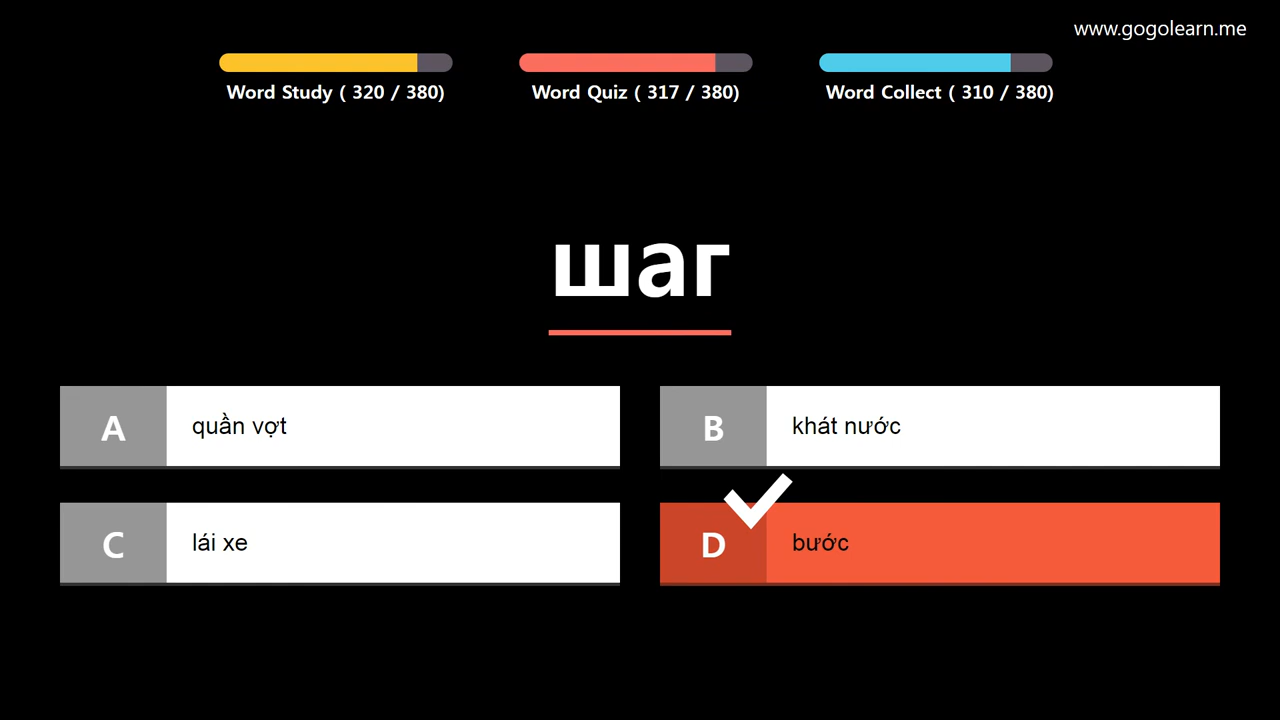 www.gogolearn.me
Word Study ( 320 / 380)
Word Quiz ( 317 / 380)
Word Collect ( 310 / 380)
шаг
A
quần vợt
B
khát nước
C
lái xe
D
bước